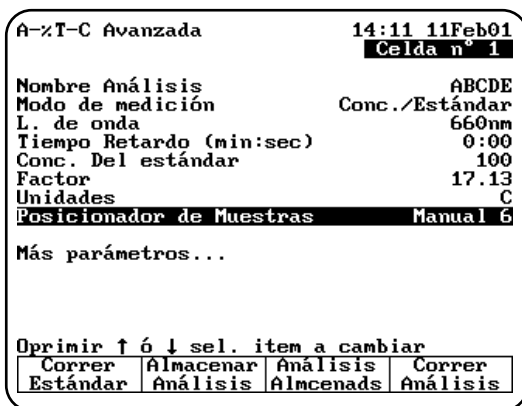 A-%T-C Avanzada 14:11 11Feb01
Celda n° 1
Nombre Análisis ABCDE
Modo de medición Conc./Estándar
L. de onda 660nm
Tiempo Retardo (min:sec) 0:00
Conc. Del estándar 100
Factor 17.13
Unidades C
Posicionador de Muestras Manual 6
Más parámetros...
Oprimir ↑ ó ↓ sel. item a cambiar
Correr Almacenar Análisis Correr
Estándar Análisis Almcenads Análisis